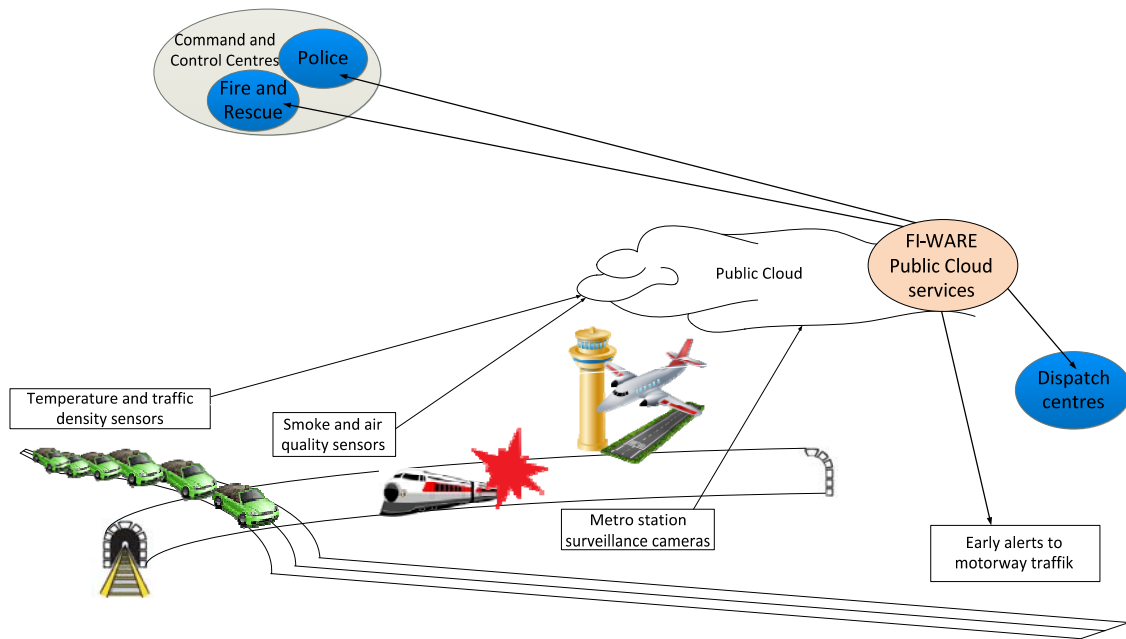 Command and
Control Centres
Police
Fire and
Rescue
FI-WARE
Public Cloud
services
Public Cloud
Dispatch
centres
Temperature and traffic
density sensors
Smoke and air
quality sensors
Metro station
surveillance cameras
Early alerts to
motorway traffik